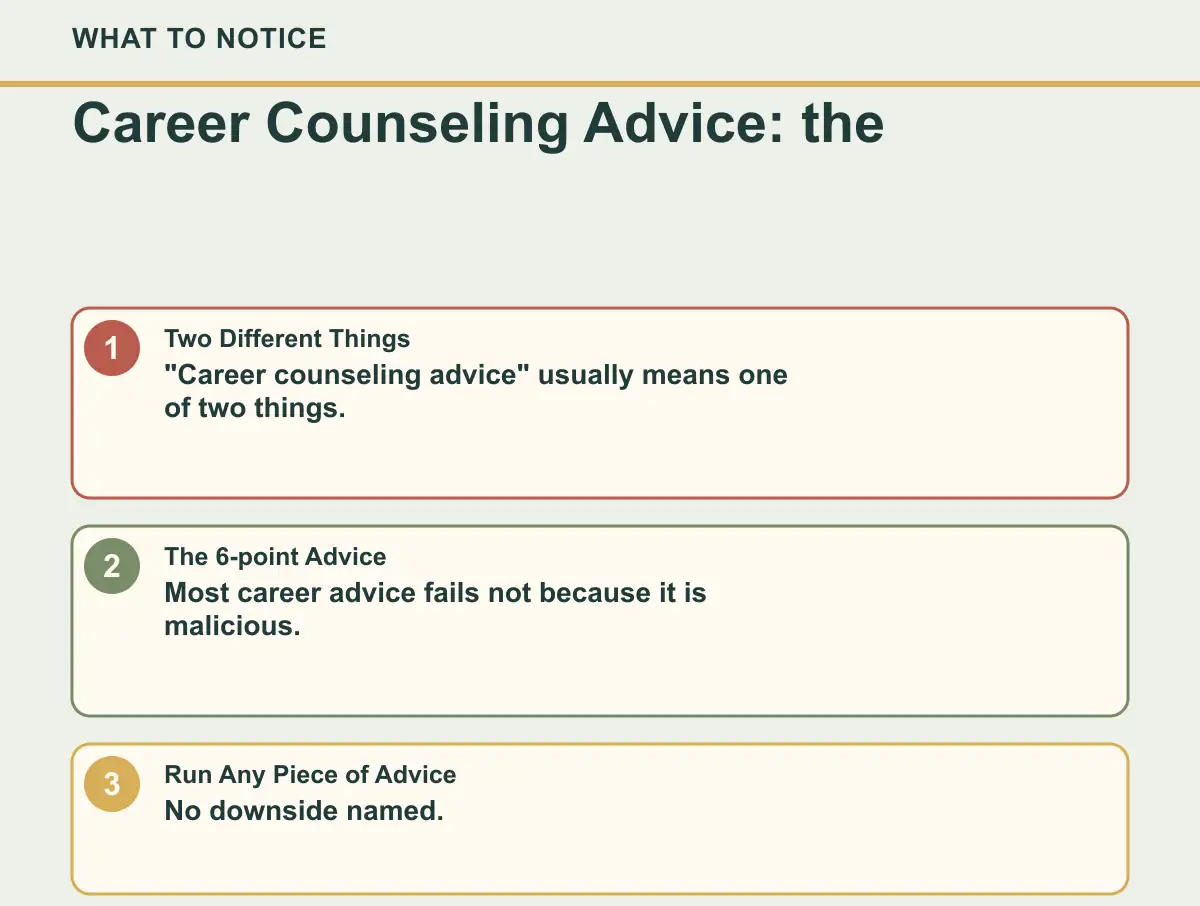 WHAT TO NOTICE
Career Counseling Advice: the
1
Two Different Things
"Career counseling advice" usually means one
of two things.
2
The 6-point Advice
Most career advice fails not because it is
malicious.
3
Run Any Piece of Advice
No downside named.